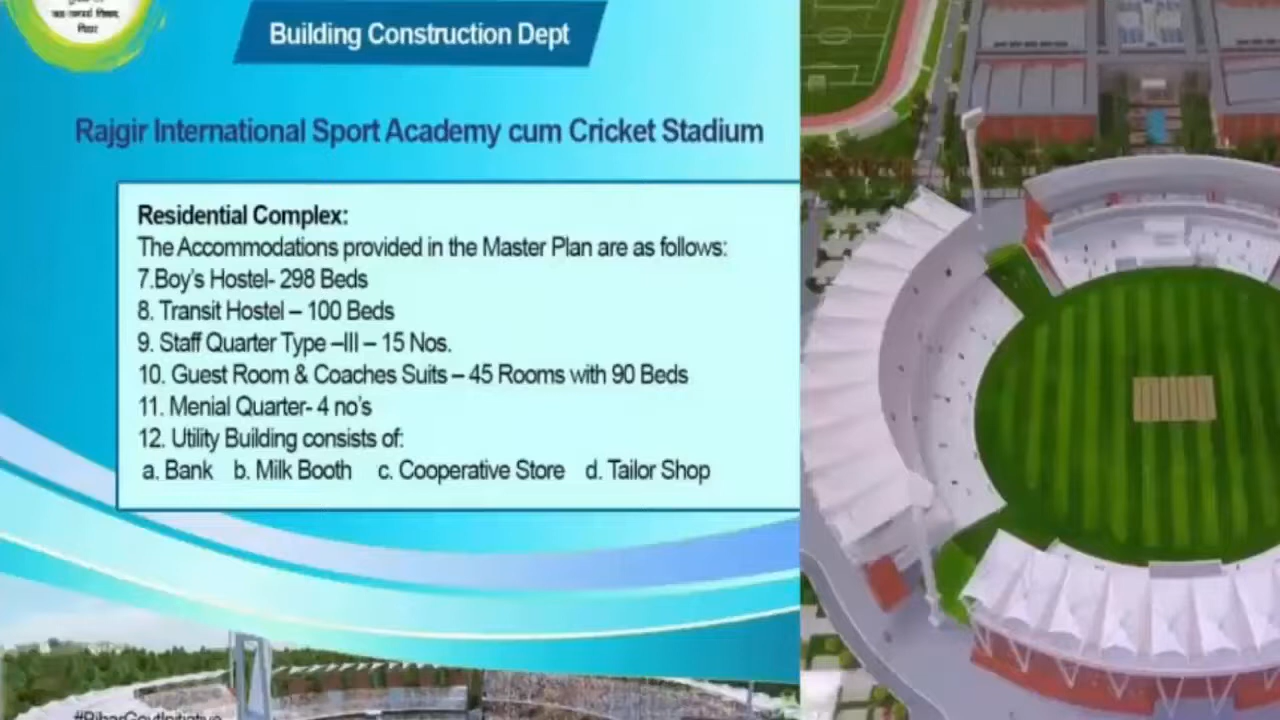 भवन निर्माण विभाग, 
बिहार
Building Construction Dept
Rajgir International Sport Academy cum Cricket Stadium
Residential Complex:
The Accommodations provided in the Master Plan are as follows:
7.Boy's Hostel- 298 Beds
8. Transit Hostel – 100 Beds
9. Staff Quarter Type –III – 15 Nos.
10. Guest Room & Coaches Suits – 45 Rooms with 90 Beds
11. Menial Quarter- 4 no's
12. Utility Building consists of:
a. Bank b. Milk Booth c. Cooperative Store d. Tailor Shop
#BiharGovtInitiative